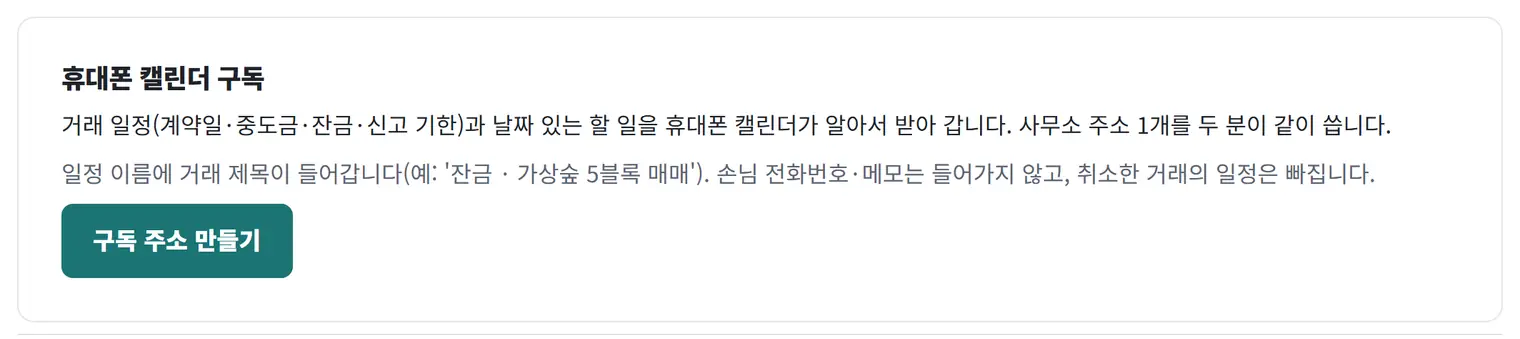 휴대폰 캘린더 구독
거래 일정(계약일·중도금·잔금·신고 기한)과 날짜 있는 할 일을 휴대폰 캘린더가 알아서 받아 갑니다. 사무소 주소 1개를 두 분이 같이 씁니다.
일정 이름에 거래 제목이 들어갑니다(예: '잔금 · 가상숲 5블록 매매'). 손님 전화번호·메모는 들어가지 않고, 취소한 거래의 일정은 빠집니다.
구독 주소 만들기